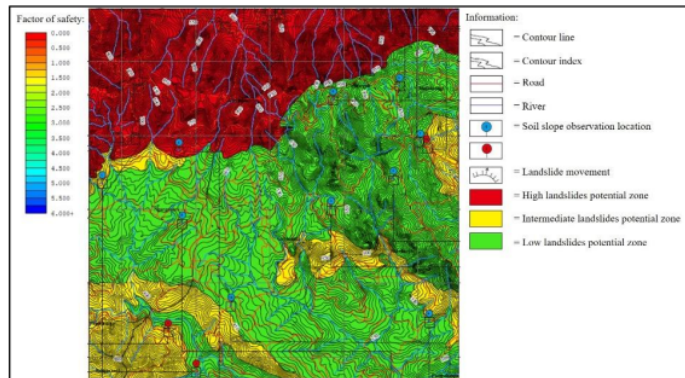 Factor of safety:
0.000
0.500
1.000
1.500
2.000
2.500
3.000
3.500
4.000
4.500
5.000
5.500
6.000+
Information:
= Contour line
= Contour index
= Road
= River
= Soil slope observation location
= Landslide movement
= High landslides potential zone
= Intermediate landslides potential zone
= Low landslides potential zone